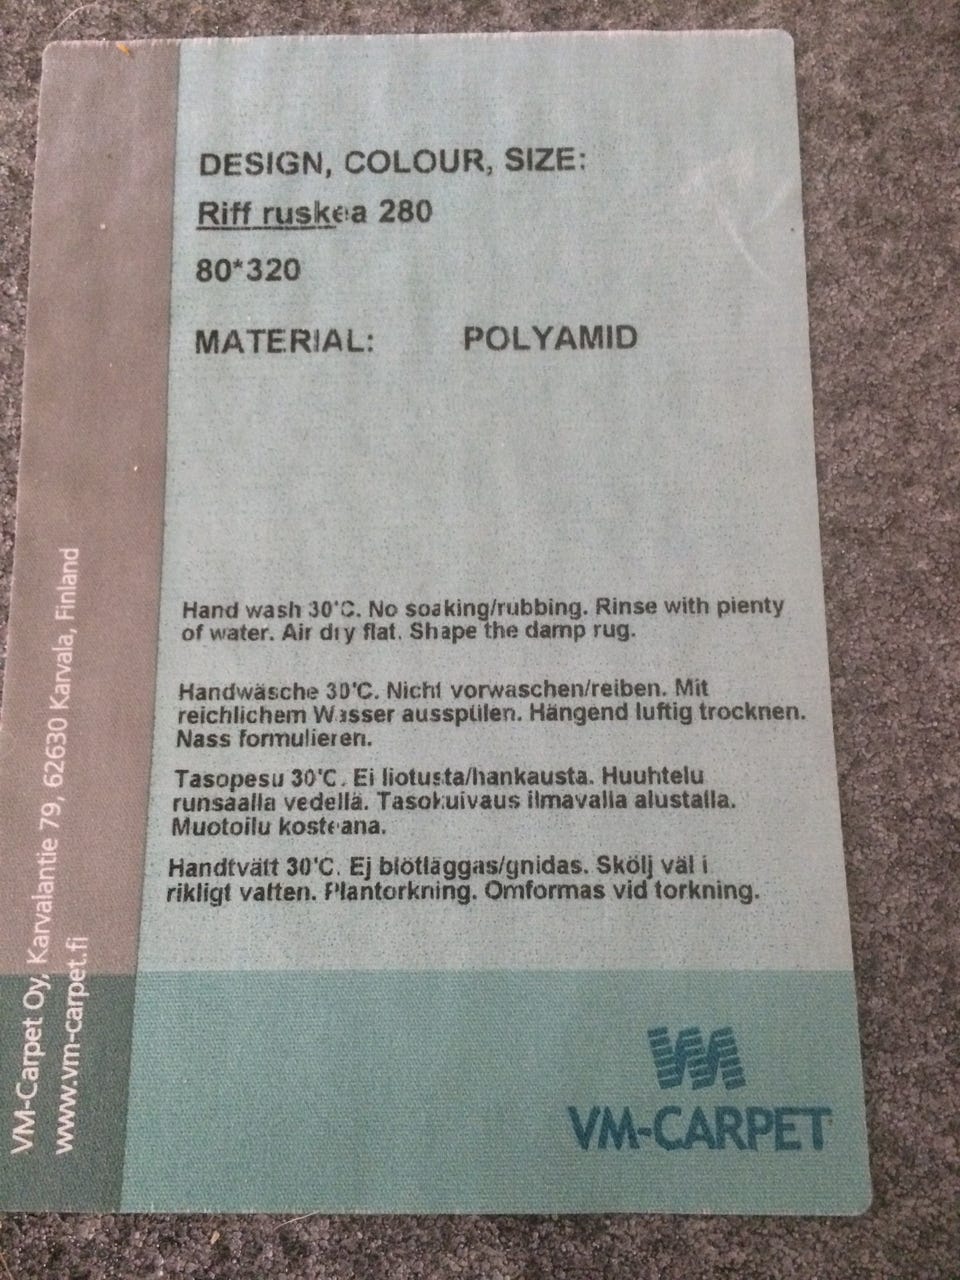 DESIGN, COLOUR, SIZE:
Riff ruskea 280
80*320
MATERIAL: POLYAMID
Hand wash 30°C. No soaking/rubbing. Rinse with plenty
of water. Air dry flat. Shape the damp rug.
Handwäsche 30°C. Nicht vorwaschen/reiben. Mit
reichlichem Wasser ausspülen. Hängend luftig trocknen.
Nass formulieren.
Tasopesu 30°C. Ei liotusta/hankausta. Huuhtelu
runsaalla vedellä. Tasokuivaus ilmavalla alustalla.
Muotoilu kosteana.
Handtvätt 30°C. Ej blötläggas/gnidas. Skölj väl i
rikligt vatten. Plantorkning. Omformas vid torkning.
VM-Carpet Oy, Karvalantie 79, 62630 Karvala, Finland
www.vm-carpet.fi
VM-CARPET